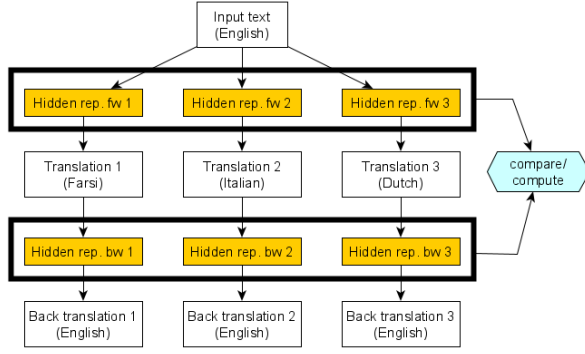 Input text
(English)
Hidden rep. fw 1
Hidden rep. fw 2
Hidden rep. fw 3
Translation 1
(Farsi)
Translation 2
(Italian)
Translation 3
(Dutch)
compare/
compute
Hidden rep. bw 1
Hidden rep. bw 2
Hidden rep. bw 3
Back translation 1
(English)
Back translation 2
(English)
Back translation 3
(English)